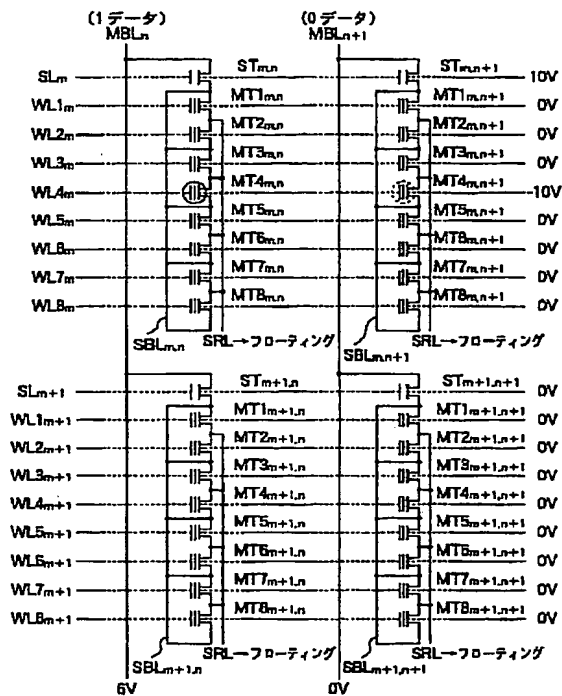 (1 データ) (0 データ)
MBLn MBLn+1
STm,n STm,n+1
SLm 10V
MT1m,n MT1m,n+1
WL1m 0V
MT2m,n MT2m,n+1
WL2m 0V
MT3m,n MT3m,n+1
WL3m 0V
MT4m,n MT4m,n+1
WL4m -10V
MT5m,n MT5m,n+1
WL5m 0V
MT6m,n MT6m,n+1
WL6m 0V
MT7m,n MT7m,n+1
WL7m 0V
MT8m,n MT8m,n+1
WL8m 0V
SBLm,n SRL→フローティング SBLm,n+1 SRL→フローティング
STm+1,n STm+1,n+1
SLm+1 0V
MT1m+1,n MT1m+1,n+1
WL1m+1 0V
MT2m+1,n MT2m+1,n+1
WL2m+1 0V
MT3m+1,n MT3m+1,n+1
WL3m+1 0V
MT4m+1,n MT4m+1,n+1
WL4m+1 0V
MT5m+1,n MT5m+1,n+1
WL5m+1 0V
MT6m+1,n MT6m+1,n+1
WL6m+1 0V
MT7m+1,n MT7m+1,n+1
WL7m+1 0V
MT8m+1,n MT8m+1,n+1
WL8m+1 0V
SBLm+1,n SRL→フローティング SBLm+1,n+1 SRL→フローティング
6V 0V